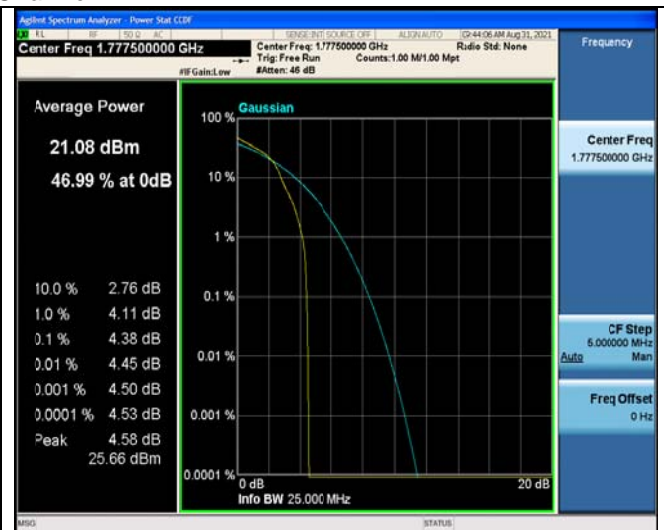 Agilent Spectrum Analyzer - Power Stat CCDF
RL RF 50 Ω AC SENSE:INT SOURCE OFF ALIGNAUTO 09:44:06 AM Aug 31, 2021
Center Freq 1.777500000 GHz
Center Freq: 1.777500000 GHz Radio Std: None
Trig: Free Run Counts:1.00 M/1.00 Mpt
#IFGain:Low #Atten: 46 dB
Frequency
Average Power
21.08 dBm
46.99 % at 0dB
10.0 % 2.76 dB
1.0 % 4.11 dB
0.1 % 4.38 dB
0.01 % 4.45 dB
0.001 % 4.50 dB
0.0001 % 4.53 dB
Peak 4.58 dB
25.66 dBm
Gaussian
100 %
10 %
1 %
0.1 %
0.01 %
0.001 %
0.0001 %
0 dB 20 dB
Info BW 25.000 MHz
Center Freq
1.777500000 GHz
CF Step
5.000000 MHz
Auto Man
Freq Offset
0 Hz
MSG STATUS